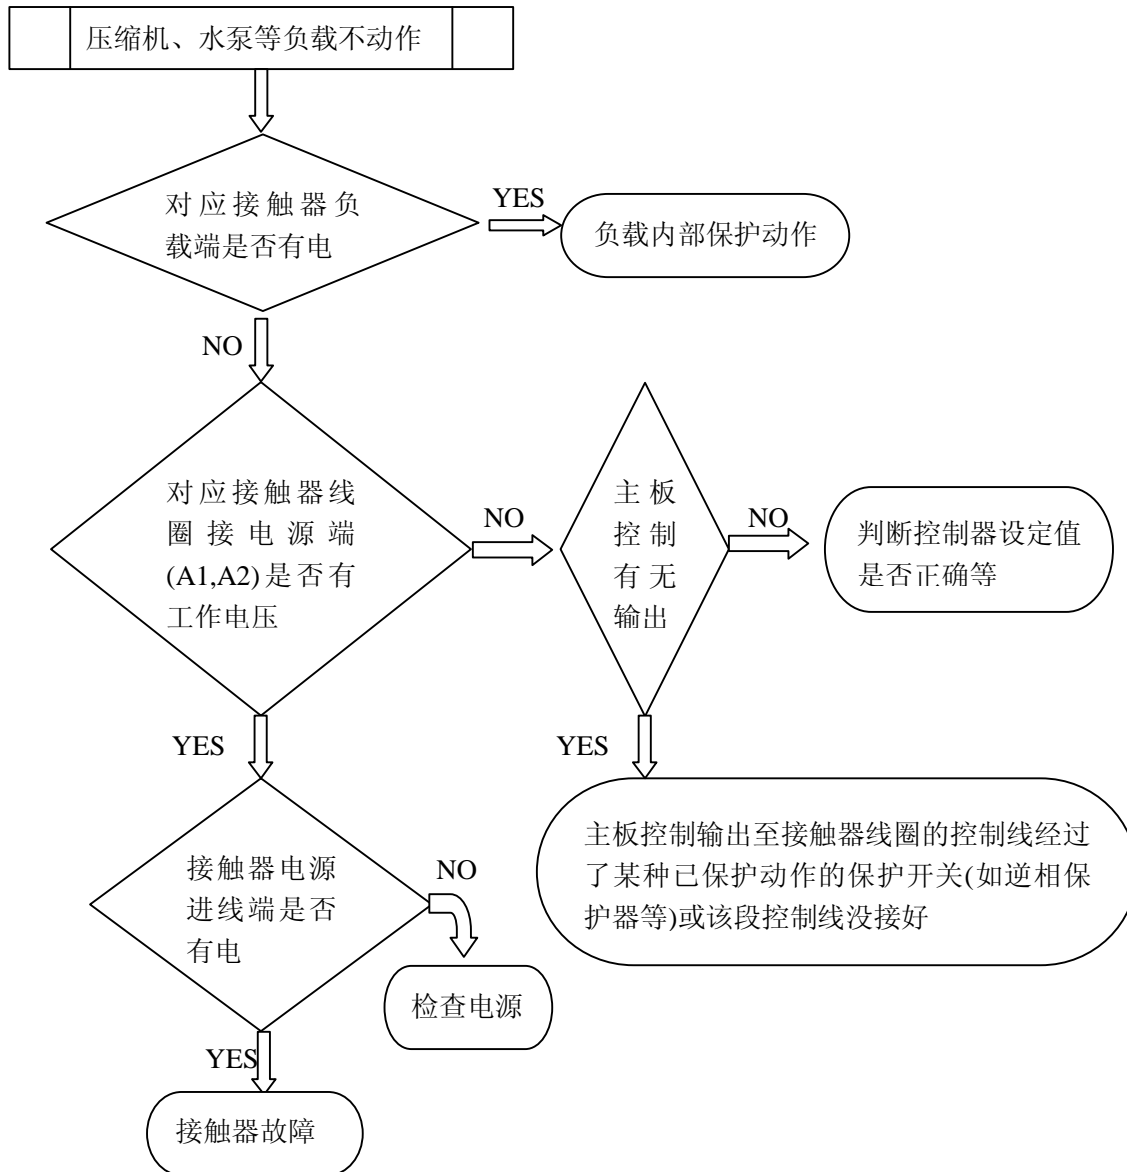 压缩机、水泵等负载不动作
对应接触器负
载端是否有电
YES
负载内部保护动作
NO
对应接触器线
圈接电源端
(A1,A2)是否有
工作电压
NO
主板
控制
有无
输出
NO
判断控制器设定值
是否正确等
YES
YES
主板控制输出至接触器线圈的控制线经过
了某种已保护动作的保护开关(如逆相保
护器等)或该段控制线没接好
接触器电源
进线端是否
有电
NO
检查电源
YES
接触器故障